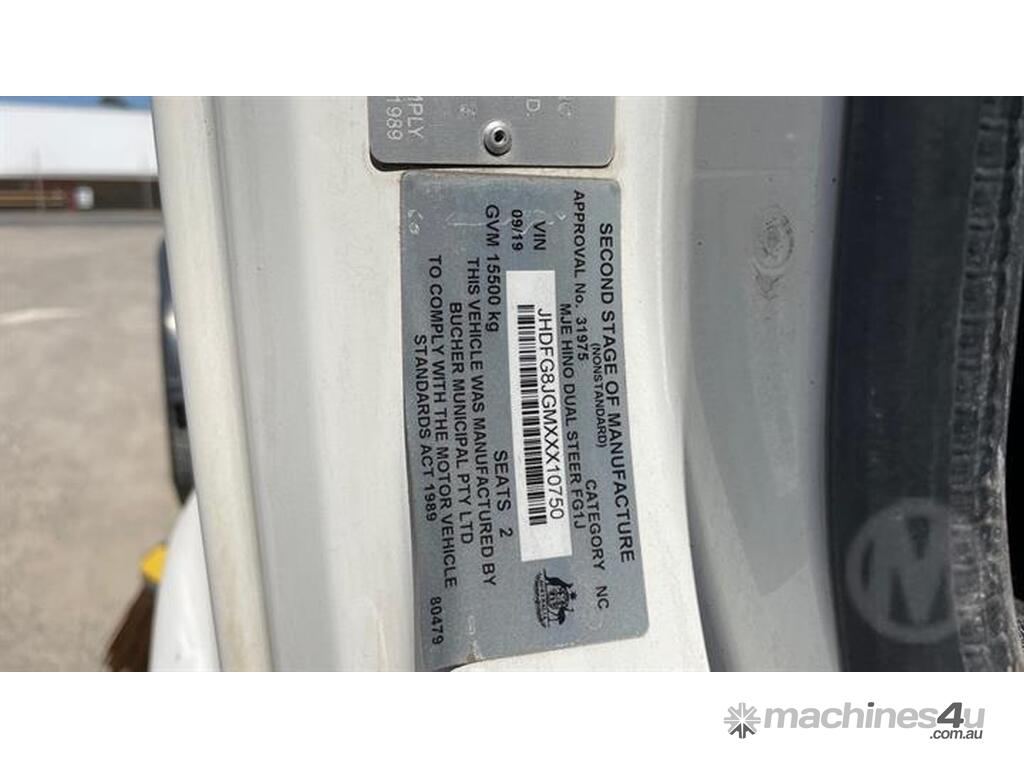 MPLY
1989
D.
SECOND STAGE OF MANUFACTURE
(NONSTANDARD)
APPROVAL No. 31975 CATEGORY NC
MJE HINO DUAL STEER FG1J
VIN JHDFG8JGMXXX10750
09/19
GVM 15500 kg SEATS 2
THIS VEHICLE WAS MANUFACTURED BY
BUCHER MUNICIPAL PTY LTD
TO COMPLY WITH THE MOTOR VEHICLE
STANDARDS ACT 1989 80479
M
machines4u
.com.au